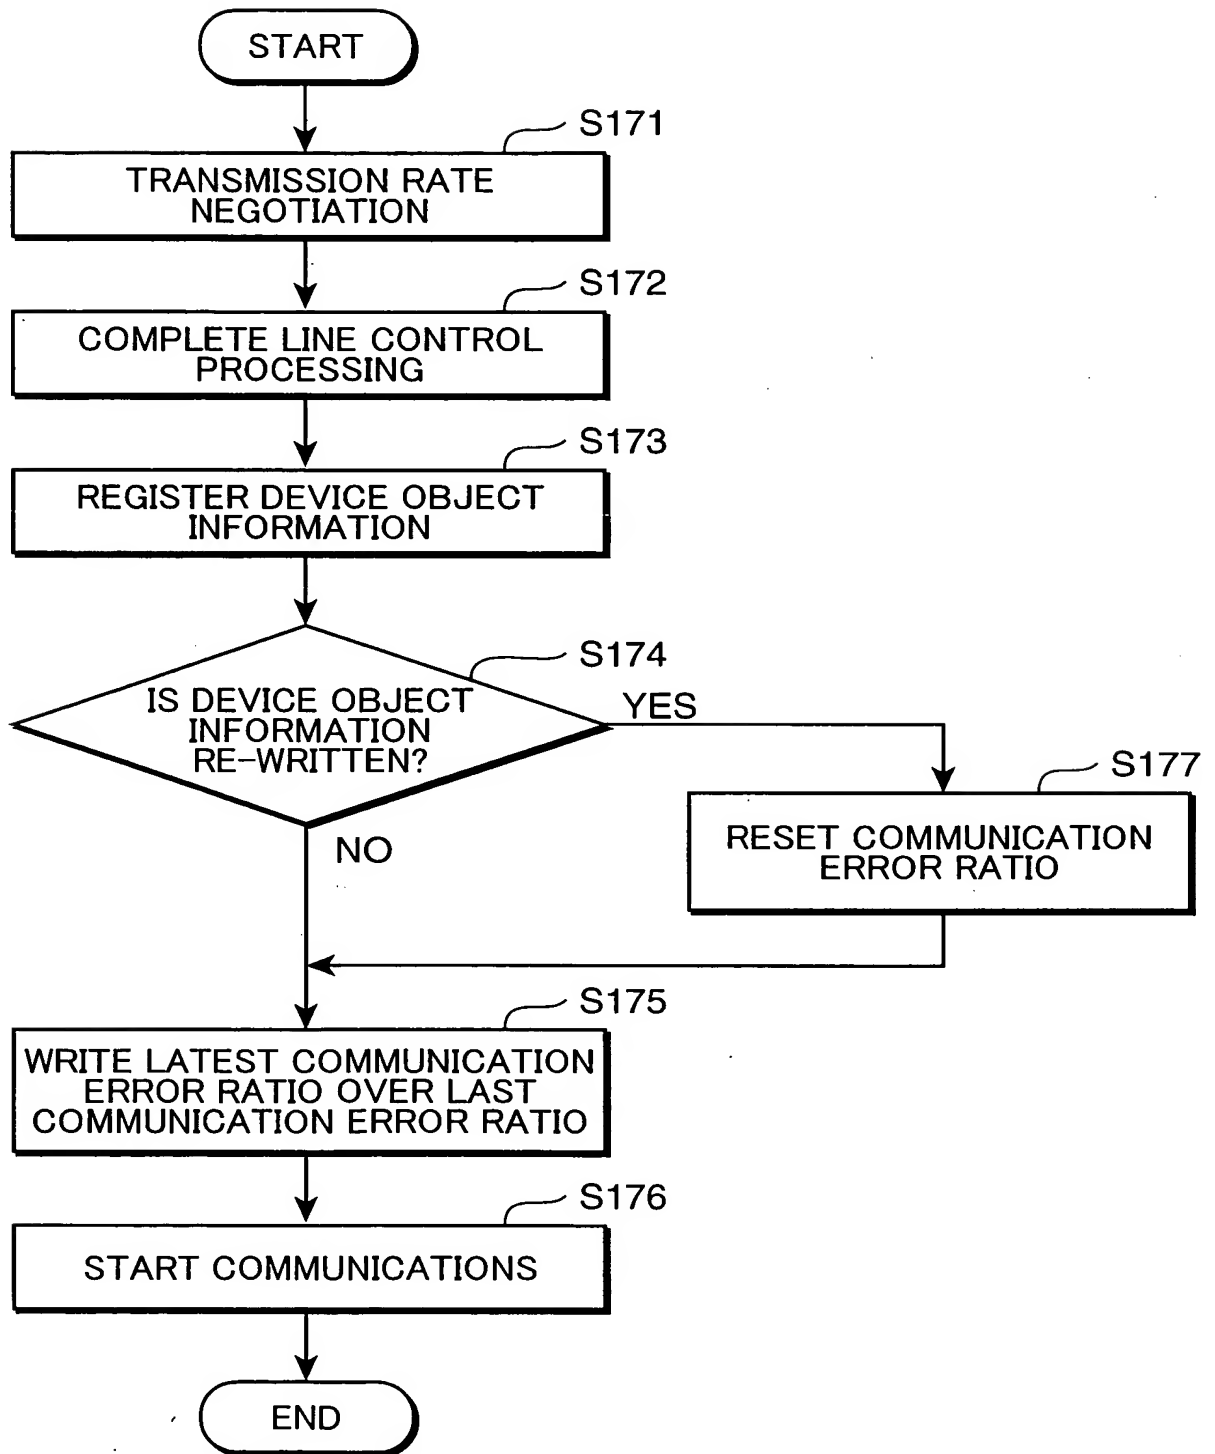 START
S171
TRANSMISSION RATE
NEGOTIATION
S172
COMPLETE LINE CONTROL
PROCESSING
S173
REGISTER DEVICE OBJECT
INFORMATION
S174
IS DEVICE OBJECT
INFORMATION
RE-WRITTEN?
YES
S177
RESET COMMUNICATION
ERROR RATIO
NO
S175
WRITE LATEST COMMUNICATION
ERROR RATIO OVER LAST
COMMUNICATION ERROR RATIO
S176
START COMMUNICATIONS
END